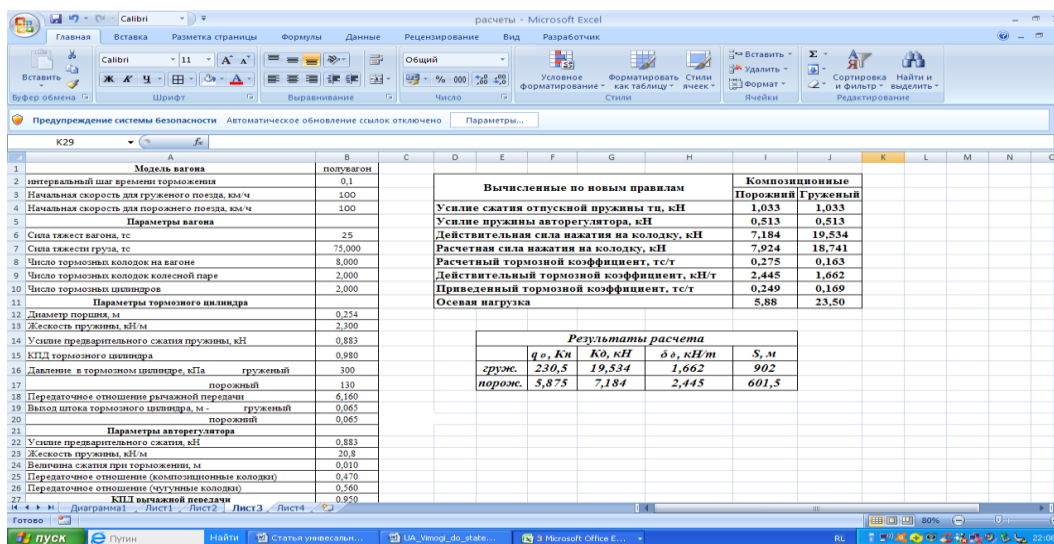 Calibri
расчеты - Microsoft Excel
Главная Вставка Разметка страницы Формулы Данные Рецензирование Вид Разработчик
Вставить
Calibri 11
Ж К Ч
Общий
% 000
Условное форматирование
Форматировать как таблицу
Стили ячеек
Вставить
Удалить
Формат
Сортировка и фильтр
Найти и выделить
Буфер обмена Шрифт Выравнивание Число Стили Ячейки Редактирование
Предупреждение системы безопасности Автоматическое обновление ссылок отключено Параметры...
K29 fx
A B C D E F G H I J K L M N
1 Модель вагона полувагон
2 интервальный шаг времени торможения 0,1
3 Начальная скорость для груженого поезда, км/ч 100
4 Начальная скорость для порожнего поезда, км/ч 100
5 Параметры вагона
6 Сила тяжест вагона, тс 25
7 Сила тяжести груза, тс 75,000
8 Число тормозных колодок на вагоне 8,000
9 Число тормозных колодок колесной паре 2,000
10 Число тормозных цилиндров 2,000
11 Параметры тормозного цилиндра
12 Диаметр поршня, м 0,254
13 Жескость пружины, кН/м 2,300
14 Усилие предварительного сжатия пружины, кН 0,883
15 КПД тормозного цилиндра 0,980
16 Давление в тормозном цилиндре, кПа груженый 300
17 порожный 130
18 Передаточное отношение рычажной передачи 6,160
19 Выход штока тормозного цилиндра, м - груженый 0,065
20 порожний 0,065
21 Параметры авторегулятора
22 Усилие предварительного сжатия, кН 0,883
23 Жескость пружины, кН/м 20,8
24 Величина сжатия при торможении, м 0,010
25 Передаточное отношение (композиционные колодки) 0,470
26 Передаточное отношение (чугунные колодки) 0,560
27 КПД рычажной передачи 0,950
Вычисленные по новым правилам Композиционные
Порожний Груженый
Усилие сжатия отпускной пружины тц, кН 1,033 1,033
Усилие пружины авторегулятора, кН 0,513 0,513
Действительная сила нажатия на колодку, кН 7,184 19,534
Расчетная сила нажатия на колодку, кН 7,924 18,741
Расчетный тормозной коэффициент, тс/т 0,275 0,163
Действительный тормозной коэффициент, кН/т 2,445 1,662
Приведенный тормозной коэффициент, тс/т 0,249 0,169
Осевая нагрузка 5,88 23,50
Результаты расчета
q о, Кн Кд, кН δ д, кН/т S, м
груж. 230,5 19,534 1,662 902
порож. 5,875 7,184 2,445 601,5
Диаграмма1 Лист1 Лист2 Лист3 Лист4
Готово 80%
пуск Путин Найти Статья унивесальн... UA_Vimogi_do_state... 3 Microsoft Office E... RL